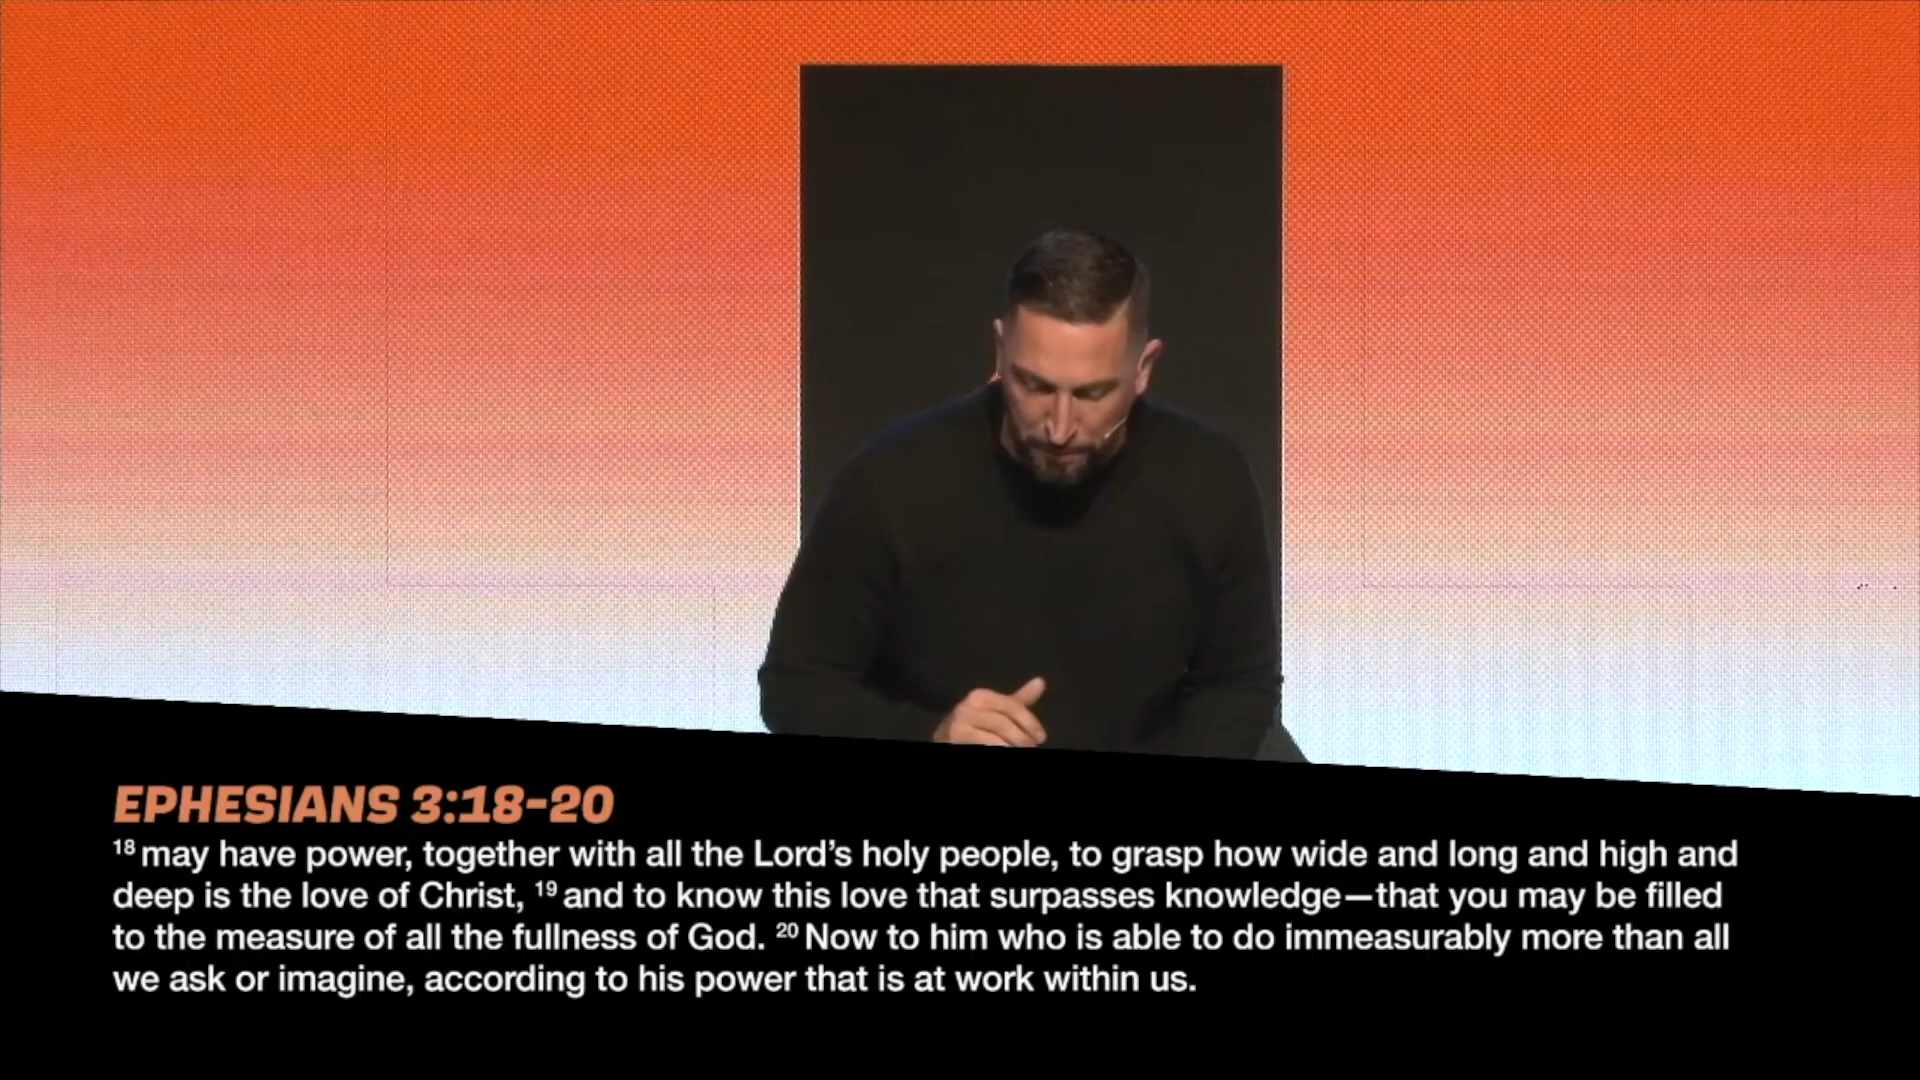 EPHESIANS 3:18-20
18 may have power, together with all the Lord’s holy people, to grasp how wide and long and high and
deep is the love of Christ, 19 and to know this love that surpasses knowledge—that you may be filled
to the measure of all the fullness of God. 20 Now to him who is able to do immeasurably more than all
we ask or imagine, according to his power that is at work within us.